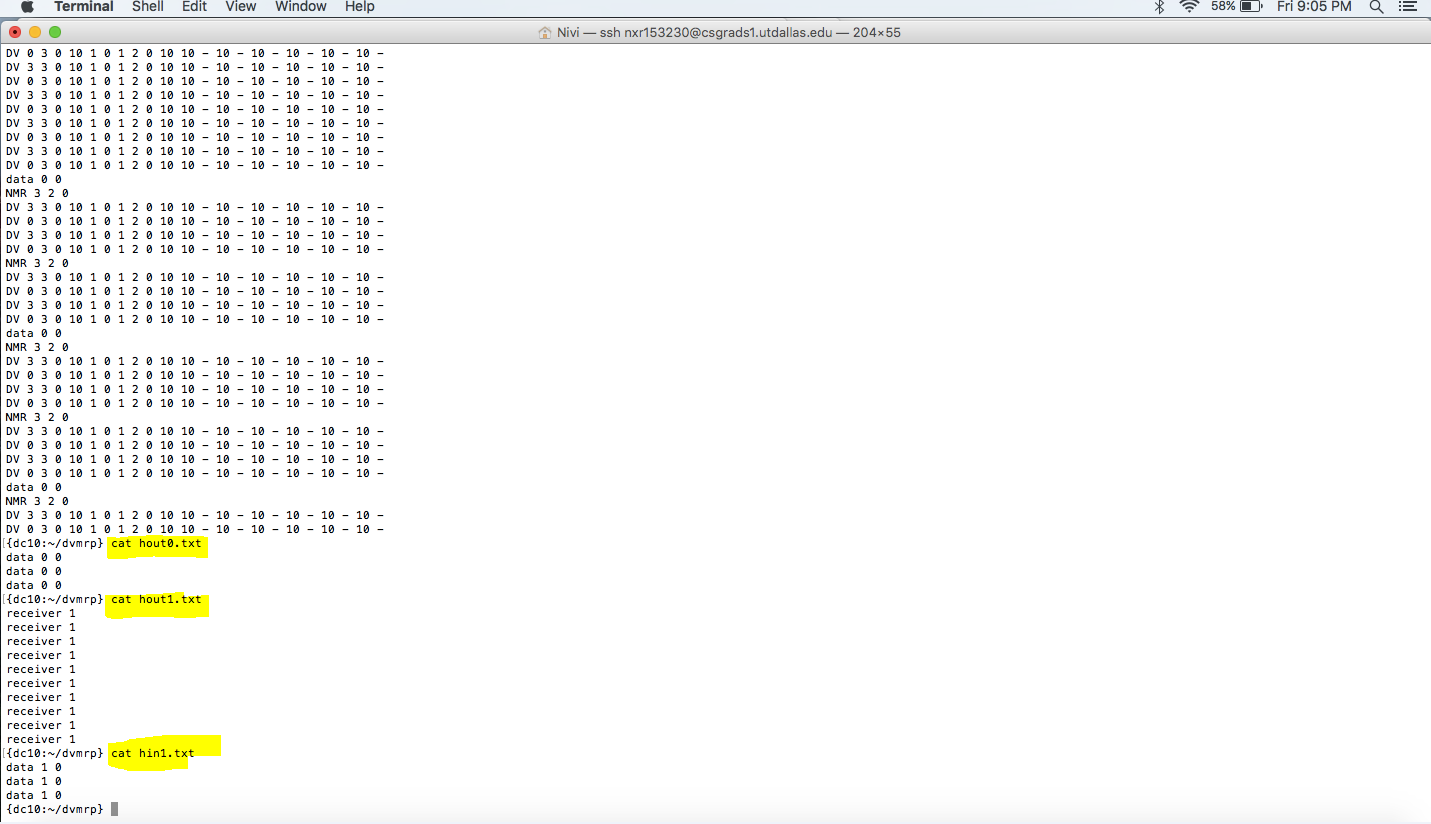 Terminal Shell Edit View Window Help 58% Fri 9:05 PM
Nivi — ssh nxr153230@csgrads1.utdallas.edu — 204×55
DV 0 3 0 10 1 0 1 2 0 10 10 - 10 - 10 - 10 - 10 - 10 -
DV 3 3 0 10 1 0 1 2 0 10 10 - 10 - 10 - 10 - 10 - 10 -
DV 0 3 0 10 1 0 1 2 0 10 10 - 10 - 10 - 10 - 10 - 10 -
DV 3 3 0 10 1 0 1 2 0 10 10 - 10 - 10 - 10 - 10 - 10 -
DV 0 3 0 10 1 0 1 2 0 10 10 - 10 - 10 - 10 - 10 - 10 -
DV 3 3 0 10 1 0 1 2 0 10 10 - 10 - 10 - 10 - 10 - 10 -
DV 0 3 0 10 1 0 1 2 0 10 10 - 10 - 10 - 10 - 10 - 10 -
DV 3 3 0 10 1 0 1 2 0 10 10 - 10 - 10 - 10 - 10 - 10 -
DV 0 3 0 10 1 0 1 2 0 10 10 - 10 - 10 - 10 - 10 - 10 -
data 0 0
NMR 3 2 0
DV 3 3 0 10 1 0 1 2 0 10 10 - 10 - 10 - 10 - 10 - 10 -
DV 0 3 0 10 1 0 1 2 0 10 10 - 10 - 10 - 10 - 10 - 10 -
DV 3 3 0 10 1 0 1 2 0 10 10 - 10 - 10 - 10 - 10 - 10 -
DV 0 3 0 10 1 0 1 2 0 10 10 - 10 - 10 - 10 - 10 - 10 -
NMR 3 2 0
DV 3 3 0 10 1 0 1 2 0 10 10 - 10 - 10 - 10 - 10 - 10 -
DV 0 3 0 10 1 0 1 2 0 10 10 - 10 - 10 - 10 - 10 - 10 -
DV 3 3 0 10 1 0 1 2 0 10 10 - 10 - 10 - 10 - 10 - 10 -
DV 0 3 0 10 1 0 1 2 0 10 10 - 10 - 10 - 10 - 10 - 10 -
data 0 0
NMR 3 2 0
DV 3 3 0 10 1 0 1 2 0 10 10 - 10 - 10 - 10 - 10 - 10 -
DV 0 3 0 10 1 0 1 2 0 10 10 - 10 - 10 - 10 - 10 - 10 -
DV 3 3 0 10 1 0 1 2 0 10 10 - 10 - 10 - 10 - 10 - 10 -
DV 0 3 0 10 1 0 1 2 0 10 10 - 10 - 10 - 10 - 10 - 10 -
NMR 3 2 0
DV 3 3 0 10 1 0 1 2 0 10 10 - 10 - 10 - 10 - 10 - 10 -
DV 0 3 0 10 1 0 1 2 0 10 10 - 10 - 10 - 10 - 10 - 10 -
DV 3 3 0 10 1 0 1 2 0 10 10 - 10 - 10 - 10 - 10 - 10 -
DV 0 3 0 10 1 0 1 2 0 10 10 - 10 - 10 - 10 - 10 - 10 -
data 0 0
NMR 3 2 0
DV 3 3 0 10 1 0 1 2 0 10 10 - 10 - 10 - 10 - 10 - 10 -
DV 0 3 0 10 1 0 1 2 0 10 10 - 10 - 10 - 10 - 10 - 10 -
[{dc10:~/dvmrp} cat hout0.txt
data 0 0
data 0 0
data 0 0
[{dc10:~/dvmrp} cat hout1.txt
receiver 1
receiver 1
receiver 1
receiver 1
receiver 1
receiver 1
receiver 1
receiver 1
receiver 1
receiver 1
[{dc10:~/dvmrp} cat hin1.txt
data 1 0
data 1 0
data 1 0
{dc10:~/dvmrp}